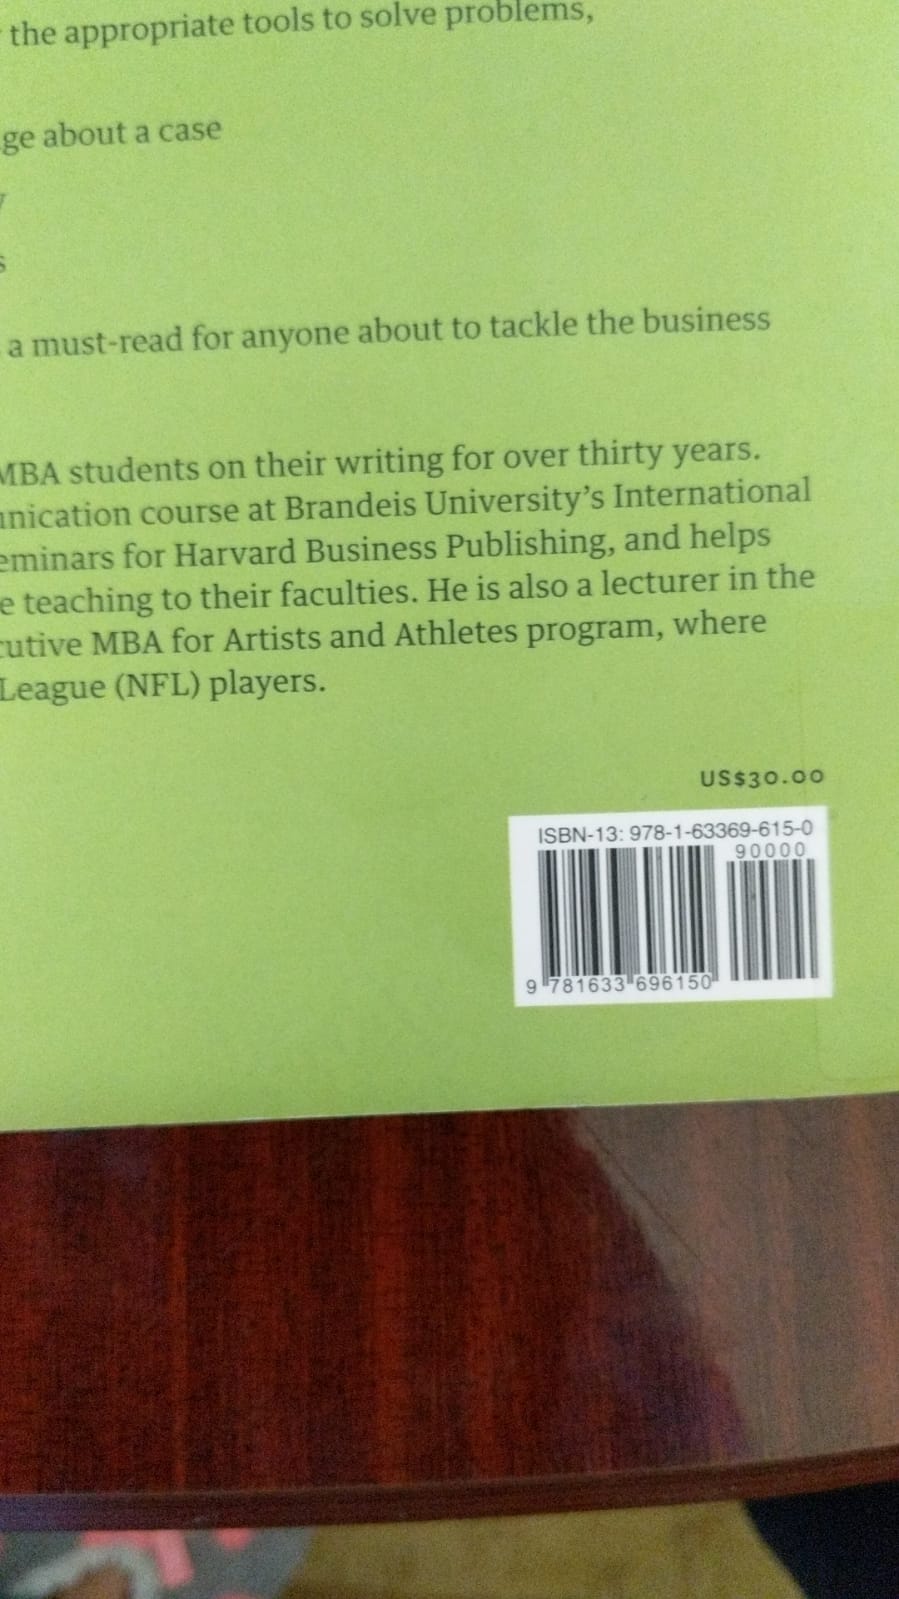 the appropriate tools to solve problems,
ge about a case
y
s
a must-read for anyone about to tackle the business
MBA students on their writing for over thirty years.
nication course at Brandeis University’s International
eminars for Harvard Business Publishing, and helps
e teaching to their faculties. He is also a lecturer in the
cutive MBA for Artists and Athletes program, where
League (NFL) players.
US$30.00
ISBN-13: 978-1-63369-615-0
90000
9 781633 696150